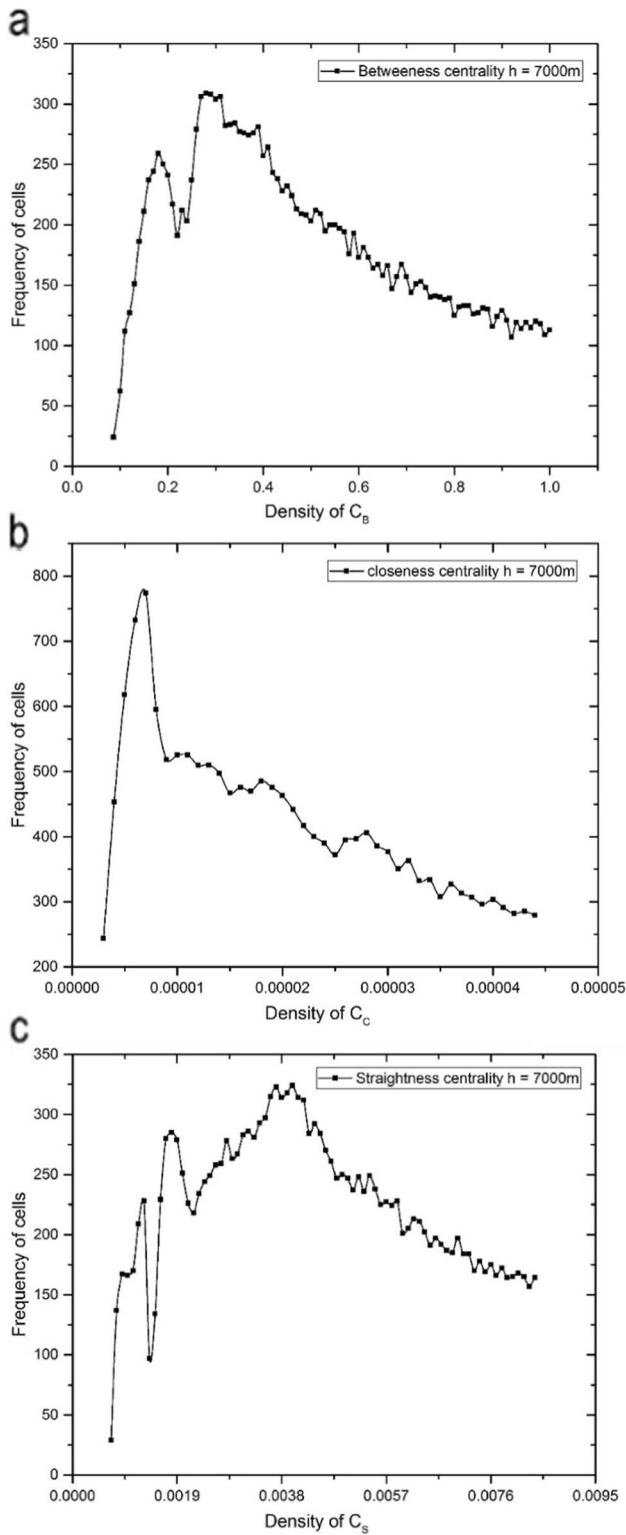 a
350
300
250
200
150
100
50
0
Frequency of cells
Betweeness centrality h = 7000m
0.0 0.2 0.4 0.6 0.8 1.0
Density of C_B
b
800
700
600
500
400
300
200
Frequency of cells
closeness centrality h = 7000m
0.00000 0.00001 0.00002 0.00003 0.00004 0.00005
Density of C_C
c
350
300
250
200
150
100
50
0
Frequency of cells
Straightness centrality h = 7000m
0.0000 0.0019 0.0038 0.0057 0.0076 0.0095
Density of C_S